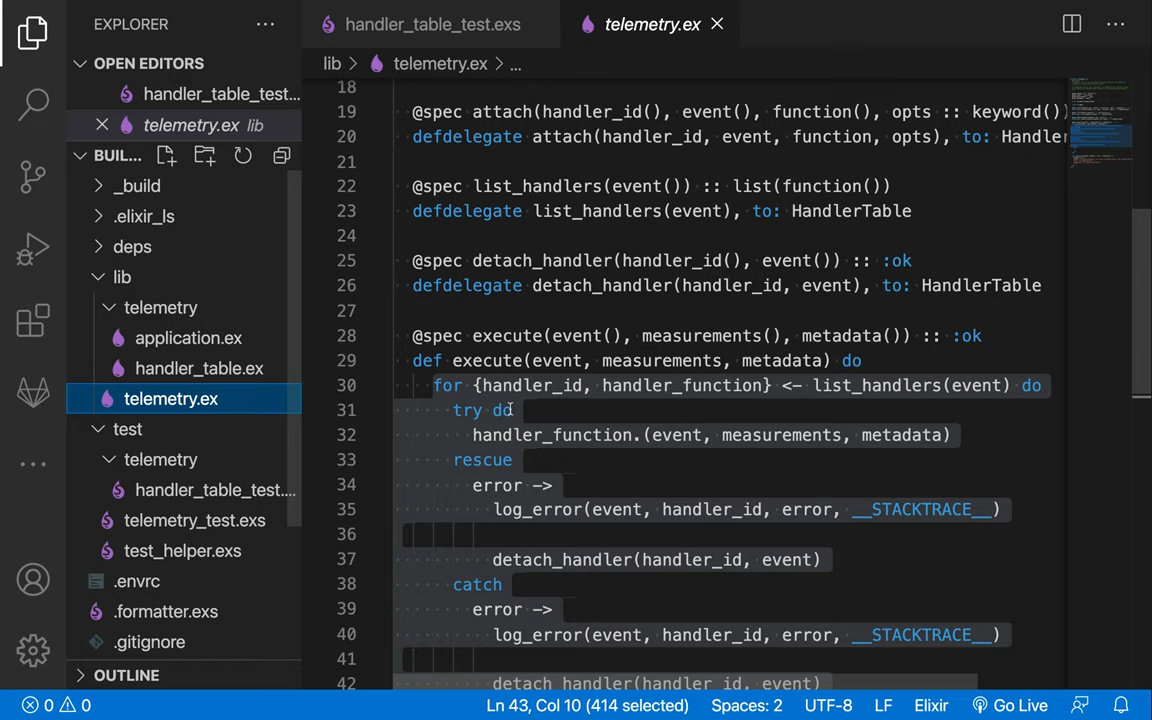 EXPLORER
OPEN EDITORS
handler_table_test...
telemetry.ex lib
BUIL...
_build
.elixir_ls
deps
lib
telemetry
application.ex
handler_table.ex
telemetry.ex
test
telemetry
handler_table_test....
telemetry_test.exs
test_helper.exs
.envrc
.formatter.exs
.gitignore
OUTLINE
handler_table_test.exs
telemetry.ex
lib > telemetry.ex > ...
18
19 @spec attach(handler_id(), event(), function(), opts :: keyword())
20 defdelegate attach(handler_id, event, function, opts), to: Handler
21
22 @spec list_handlers(event()) :: list(function())
23 defdelegate list_handlers(event), to: HandlerTable
24
25 @spec detach_handler(handler_id(), event()) :: :ok
26 defdelegate detach_handler(handler_id, event), to: HandlerTable
27
28 @spec execute(event(), measurements(), metadata()) :: :ok
29 def execute(event, measurements, metadata) do
30 for {handler_id, handler_function} <- list_handlers(event) do
31 try do
32 handler_function.(event, measurements, metadata)
33 rescue
34 error ->
35 log_error(event, handler_id, error, __STACKTRACE__)
36
37 detach_handler(handler_id, event)
38 catch
39 error ->
40 log_error(event, handler_id, error, __STACKTRACE__)
41
42 detach_handler(handler_id, event)
0 0 Ln 43, Col 10 (414 selected) Spaces: 2 UTF-8 LF Elixir Go Live